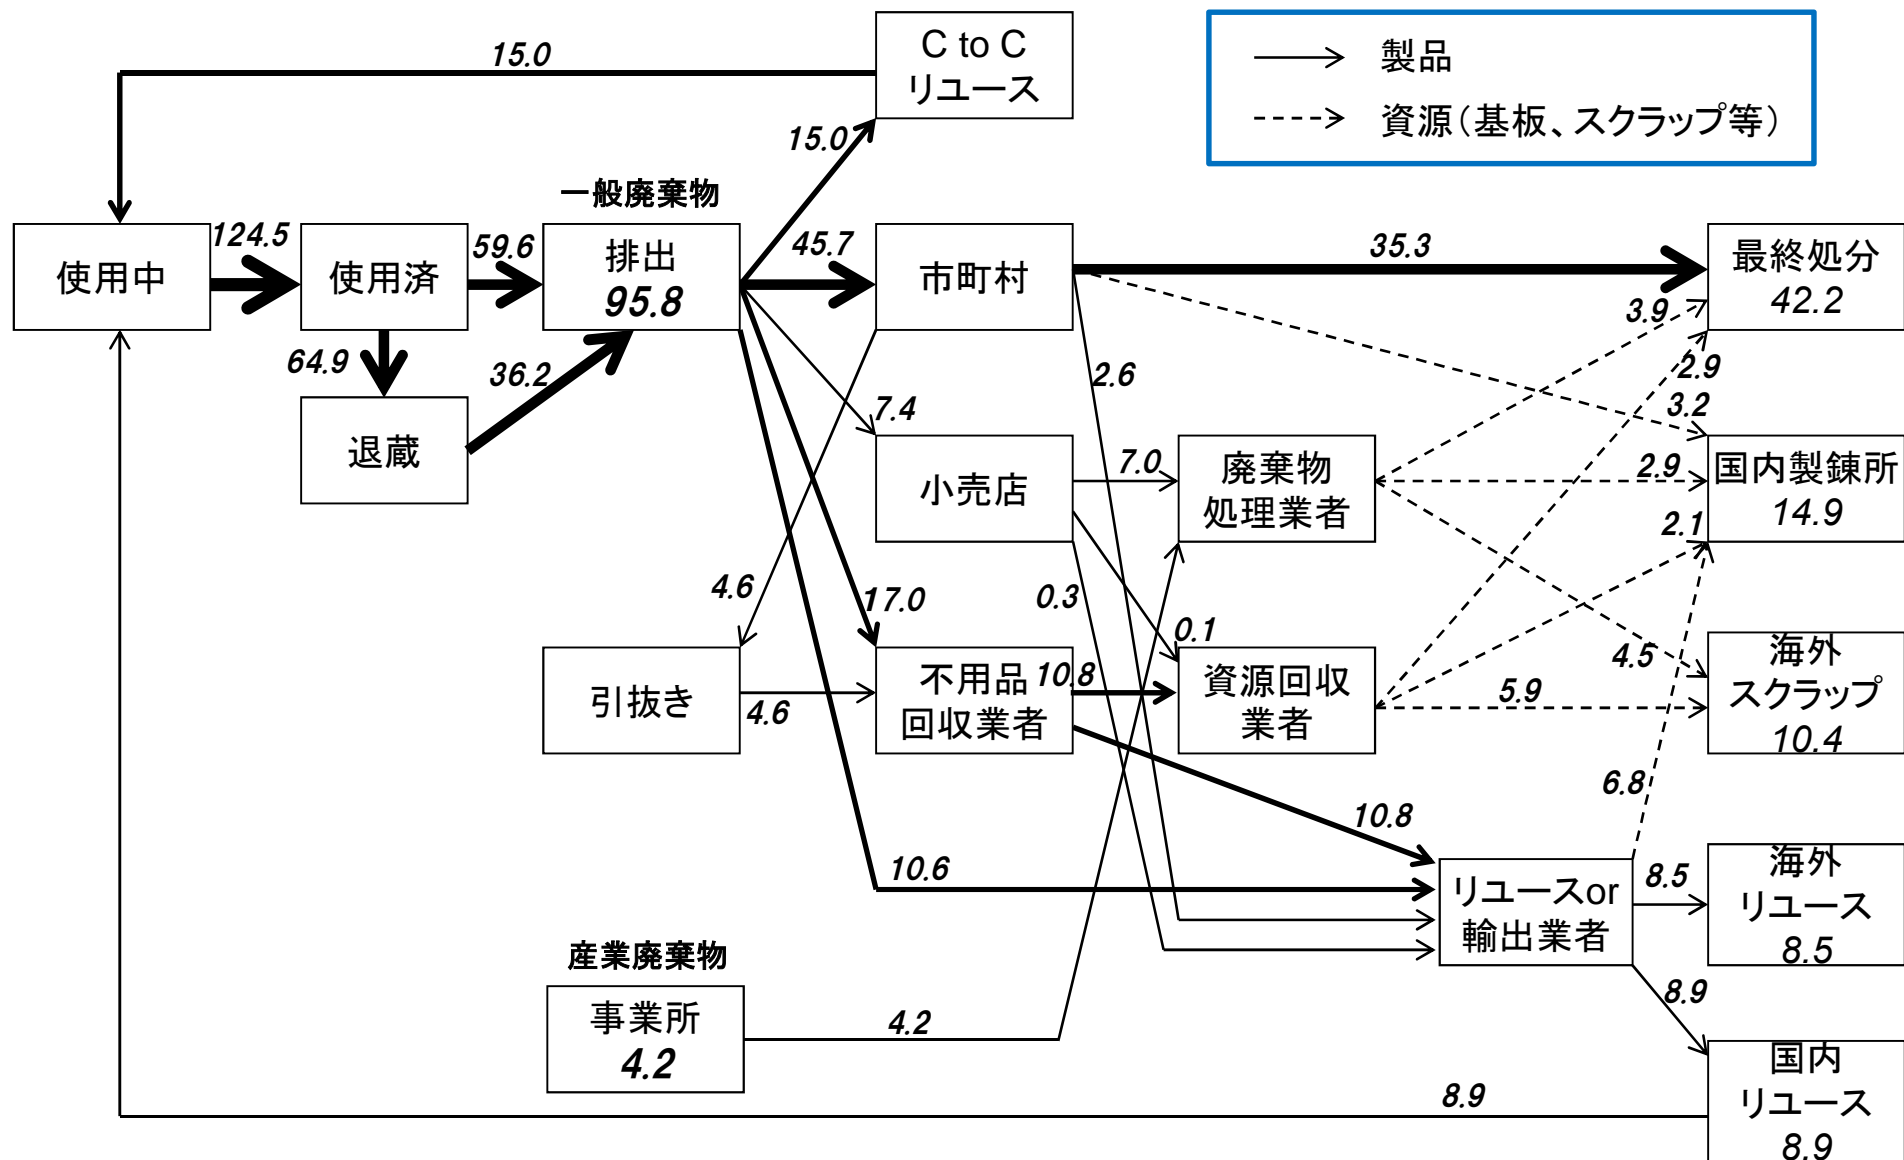 C to C
リユース
製品
資源（基板、スクラップ等）
15.0
15.0
一般廃棄物
使用中
124.5
使用済
59.6
排出
95.8
45.7
市町村
35.3
最終処分
42.2
64.9
36.2
退蔵
3.9
2.9
2.6
3.2
7.4
小売店
7.0
廃棄物
処理業者
2.9
国内製錬所
14.9
2.1
4.6
17.0
0.3
0.1
引抜き
4.6
不用品
回収業者
10.8
資源回収
業者
4.5
5.9
海外
スクラップ
10.4
6.8
10.8
10.6
リユースor
輸出業者
8.5
海外
リユース
8.5
産業廃棄物
事業所
4.2
4.2
8.9
8.9
国内
リユース
8.9